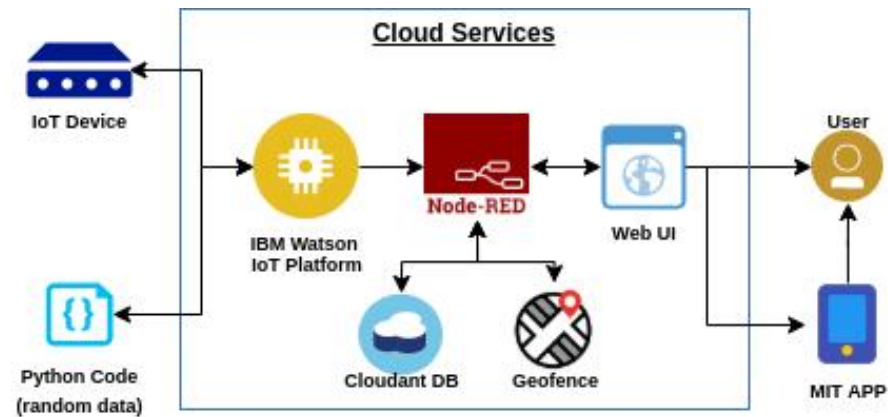 Cloud Services
IoT Device
IBM Watson
IoT Platform
Node-RED
Web UI
User
{}
Python Code
(random data)
Cloudant DB
Geofence
MIT APP